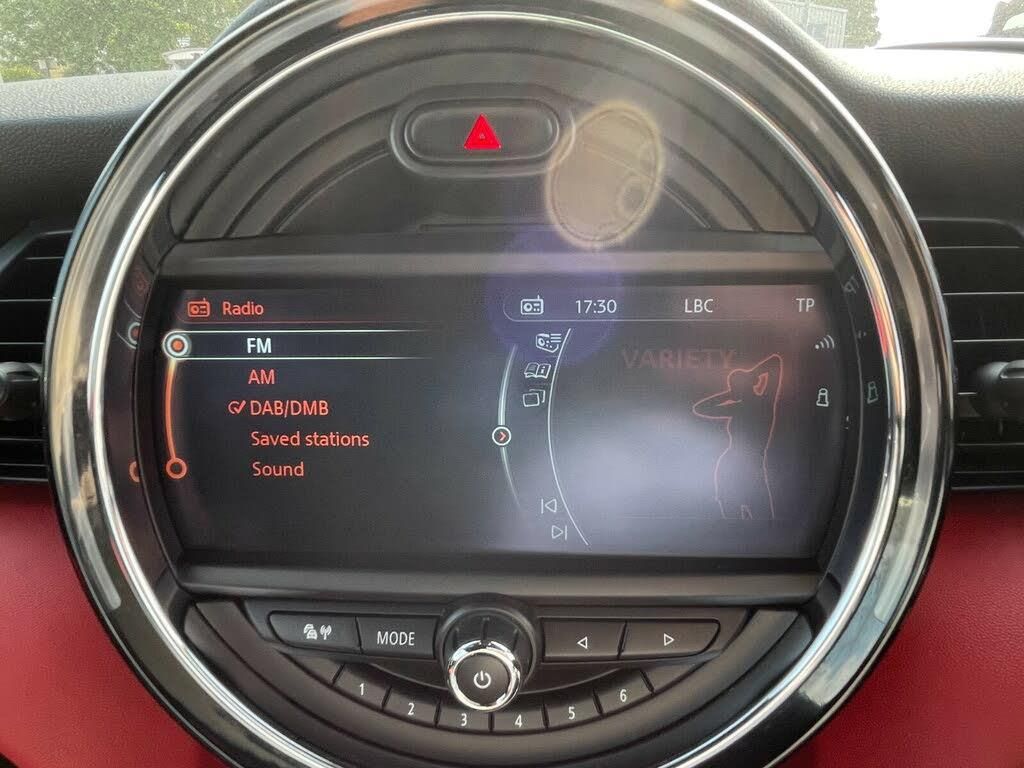 Radio
17:30 LBC TP
FM
AM
DAB/DMB
Saved stations
Sound
VARIETY
MODE
1 2 3 4 5 6